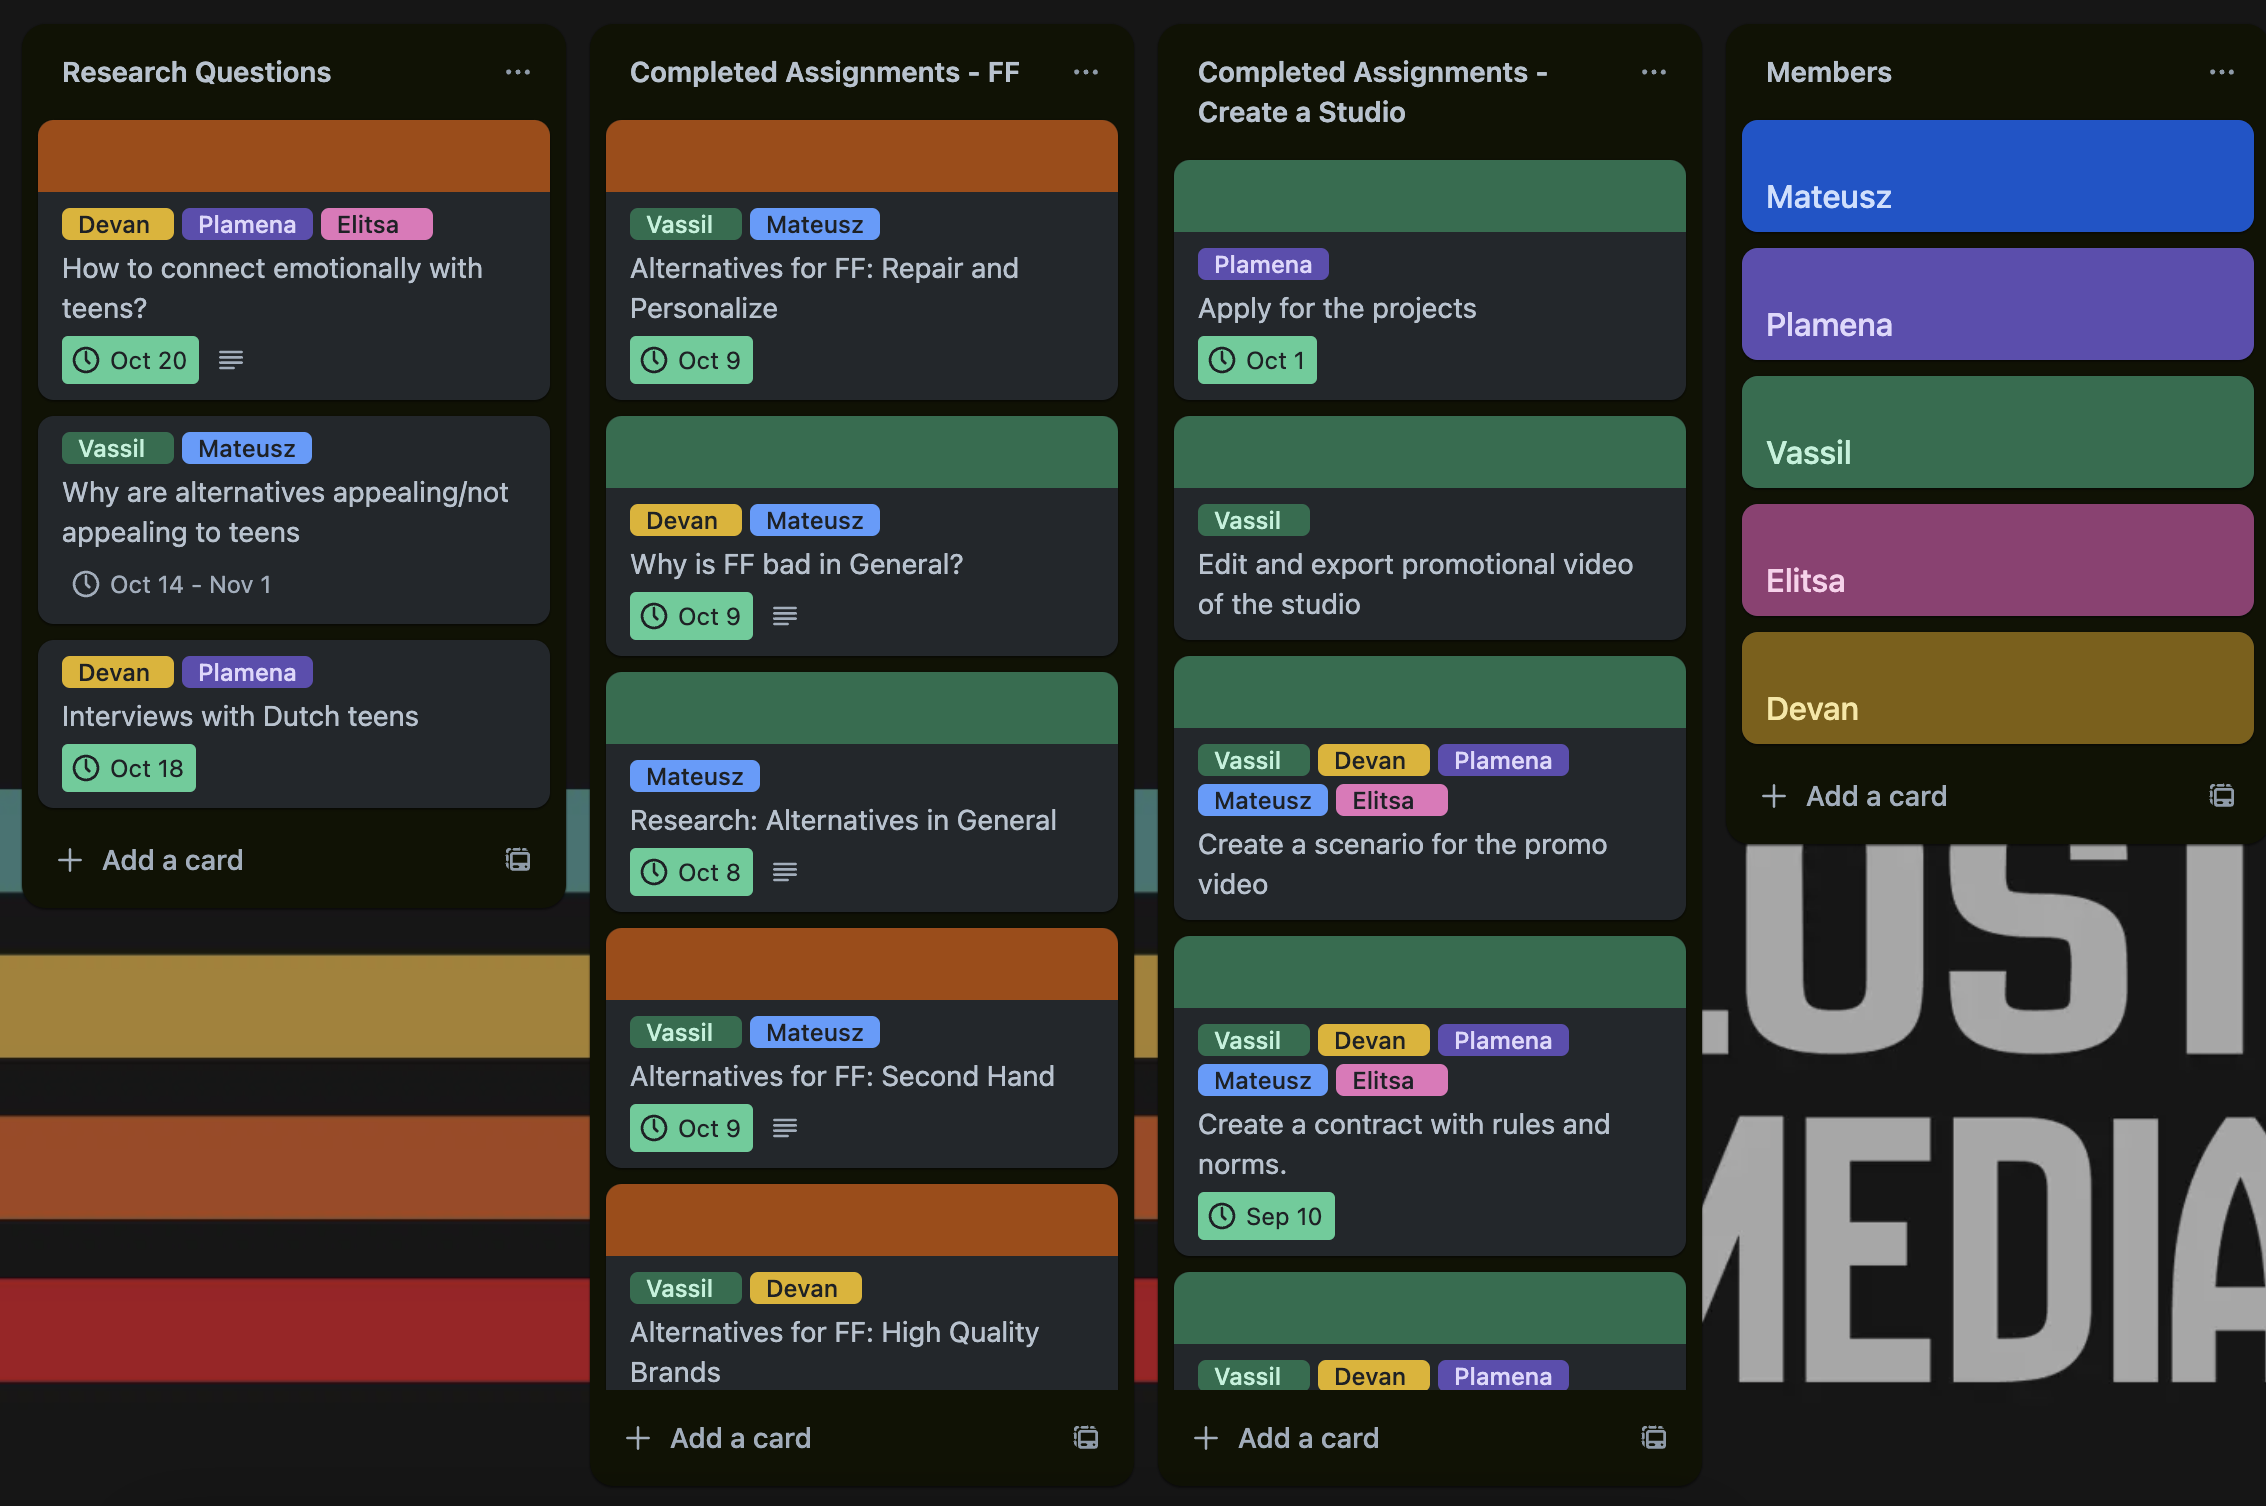 Research Questions
Devan Plamena Elitsa
How to connect emotionally with
teens?
Oct 20
Vassil Mateusz
Why are alternatives appealing/not
appealing to teens
Oct 14 - Nov 1
Devan Plamena
Interviews with Dutch teens
Oct 18
+ Add a card
Completed Assignments - FF
Vassil Mateusz
Alternatives for FF: Repair and
Personalize
Oct 9
Devan Mateusz
Why is FF bad in General?
Oct 9
Mateusz
Research: Alternatives in General
Oct 8
Vassil Mateusz
Alternatives for FF: Second Hand
Oct 9
Vassil Devan
Alternatives for FF: High Quality
Brands
+ Add a card
Completed Assignments -
Create a Studio
Plamena
Apply for the projects
Oct 1
Vassil
Edit and export promotional video
of the studio
Vassil Devan Plamena
Mateusz Elitsa
Create a scenario for the promo
video
Vassil Devan Plamena
Mateusz Elitsa
Create a contract with rules and
norms.
Sep 10
Vassil Devan Plamena
+ Add a card
Members
Mateusz
Plamena
Vassil
Elitsa
Devan
+ Add a card
LOST
MEDIA